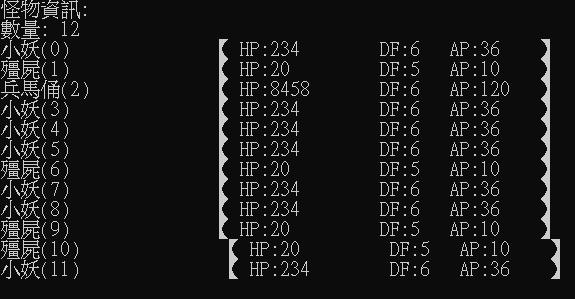 怪物資訊:
數量: 12
小妖(0) HP:234 DF:6 AP:36
殭屍(1) HP:20 DF:5 AP:10
兵馬俑(2) HP:8458 DF:6 AP:120
小妖(3) HP:234 DF:6 AP:36
小妖(4) HP:234 DF:6 AP:36
小妖(5) HP:234 DF:6 AP:36
殭屍(6) HP:20 DF:5 AP:10
小妖(7) HP:234 DF:6 AP:36
小妖(8) HP:234 DF:6 AP:36
殭屍(9) HP:20 DF:5 AP:10
殭屍(10) HP:20 DF:5 AP:10
小妖(11) HP:234 DF:6 AP:36